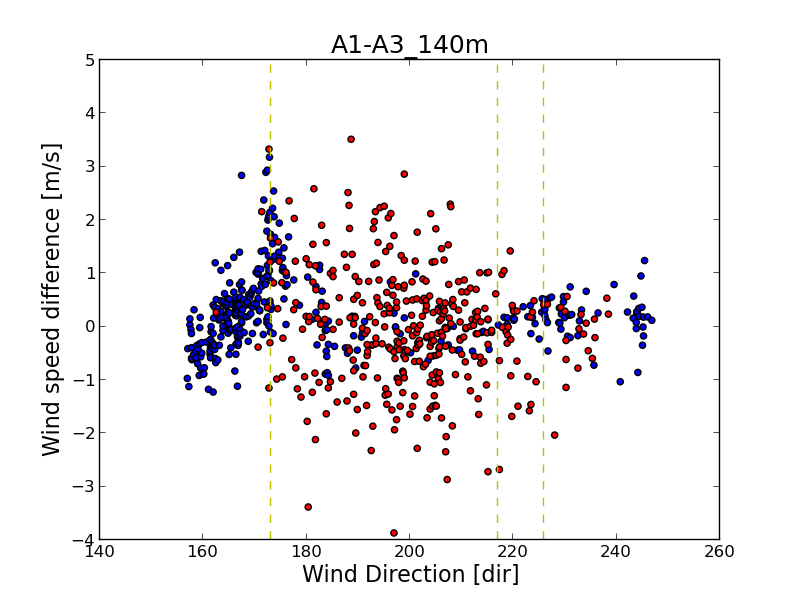 A1-A3_140m
5
4
3
2
1
0
−1
−2
−3
−4
Wind speed difference [m/s]
140 160 180 200 220 240 260
Wind Direction [dir]